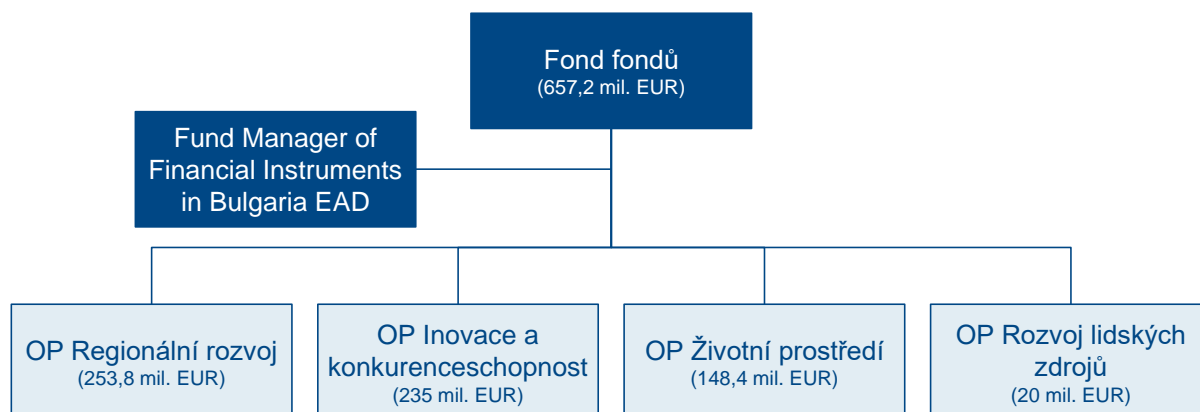 Fond fondů
(657,2 mil. EUR)
Fund Manager of
Financial Instruments
in Bulgaria EAD
OP Regionální rozvoj
(253,8 mil. EUR)
OP Inovace a
konkurenceschopnost
(235 mil. EUR)
OP Životní prostředí
(148,4 mil. EUR)
OP Rozvoj lidských
zdrojů
(20 mil. EUR)